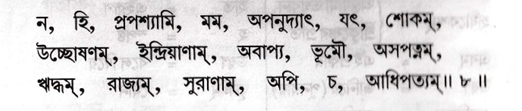 ন, হি, প্রপশ্যামি, মম, অপনুদ্যাৎ, যৎ, শোকম্,
উচ্ছোষণম্, ইন্দ্রিয়াণাম্, অবাপ্য, ভূমৌ, অসপত্নম্,
ঋদ্ধম্, রাজ্যম্, সুরাণাম্, অপি, চ, আধিপত্যম্॥ ৮ ॥